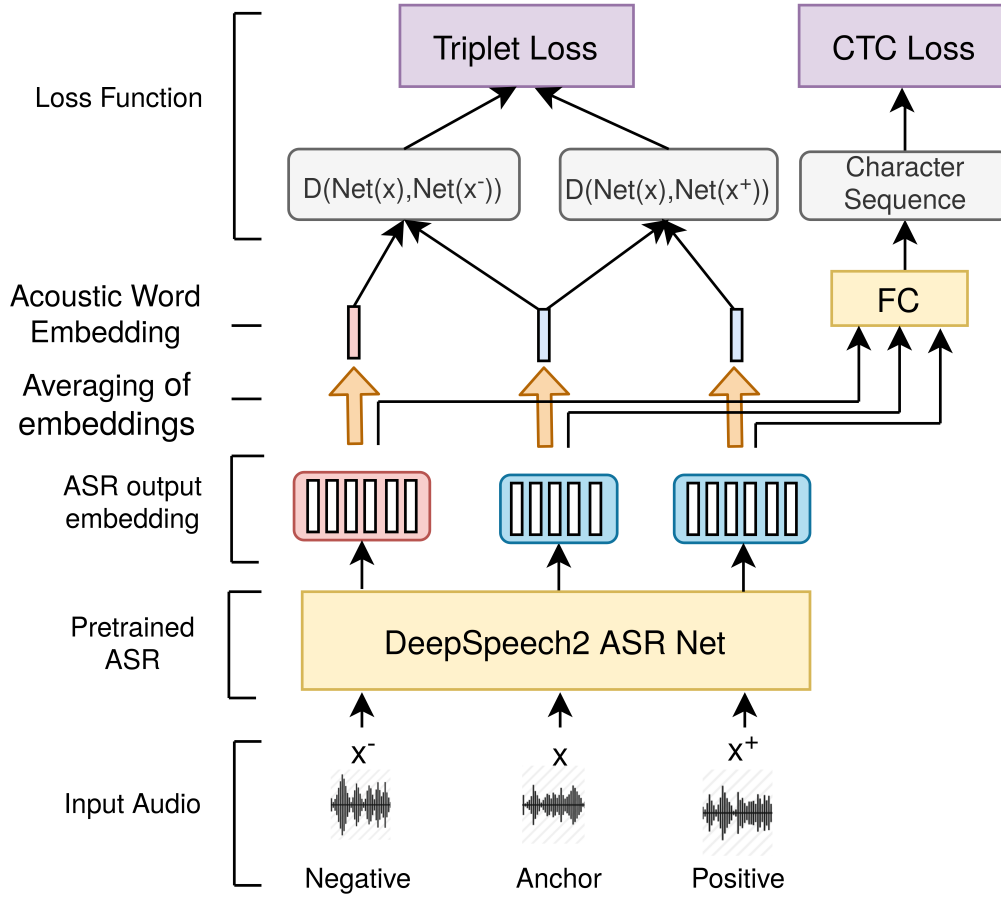 Triplet Loss
CTC Loss
Loss Function
D(Net(x),Net(x⁻))
D(Net(x),Net(x⁺))
Character
Sequence
Acoustic Word
Embedding
FC
Averaging of
embeddings
ASR output
embedding
Pretrained
ASR
DeepSpeech2 ASR Net
x⁻
x
x⁺
Input Audio
Negative
Anchor
Positive